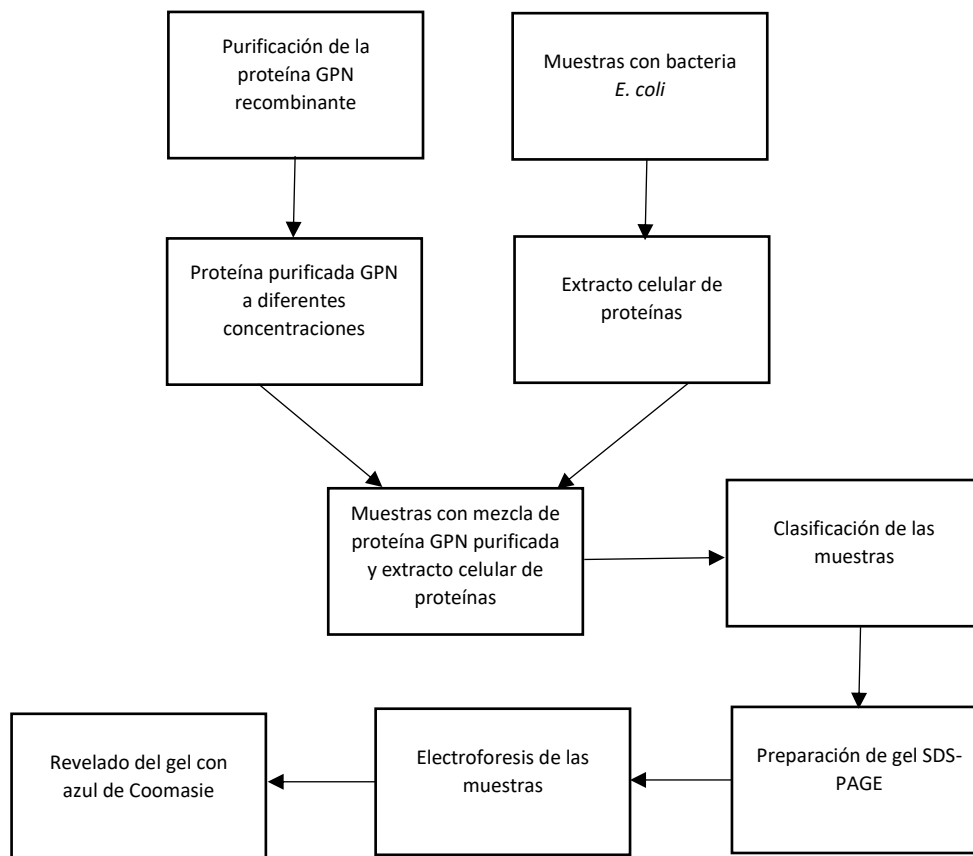 Purificación de la
proteína GPN
recombinante
Muestras con bacteria
E. coli
Proteína purificada GPN
a diferentes
concentraciones
Extracto celular de
proteínas
Muestras con mezcla de
proteína GPN purificada
y extracto celular de
proteínas
Clasificación de las
muestras
Preparación de gel SDS-
PAGE
Electroforesis de las
muestras
Revelado del gel con
azul de Coomasie